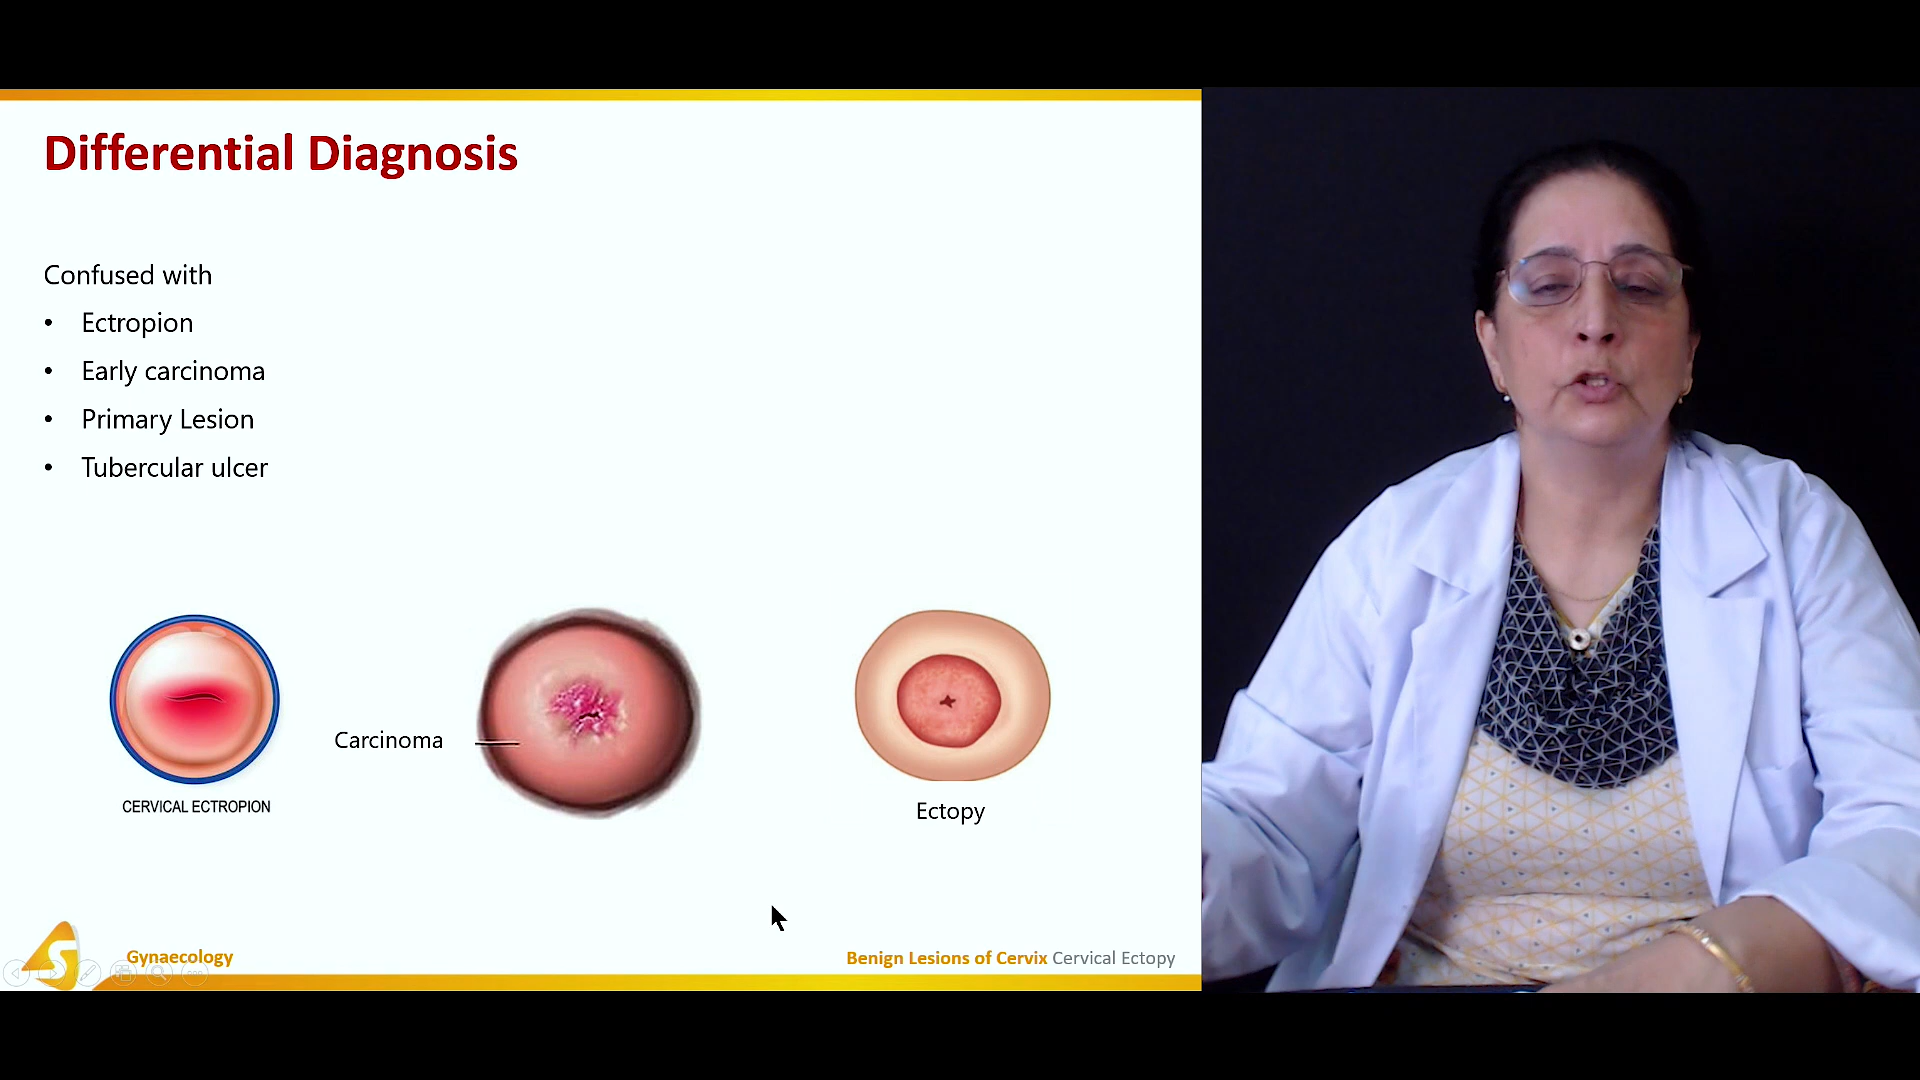 Differential Diagnosis
Confused with
• Ectropion
• Early carcinoma
• Primary Lesion
• Tubercular ulcer
Carcinoma
CERVICAL ECTROPION
Ectopy
S
Gynaecology
Benign Lesions of Cervix Cervical Ectopy